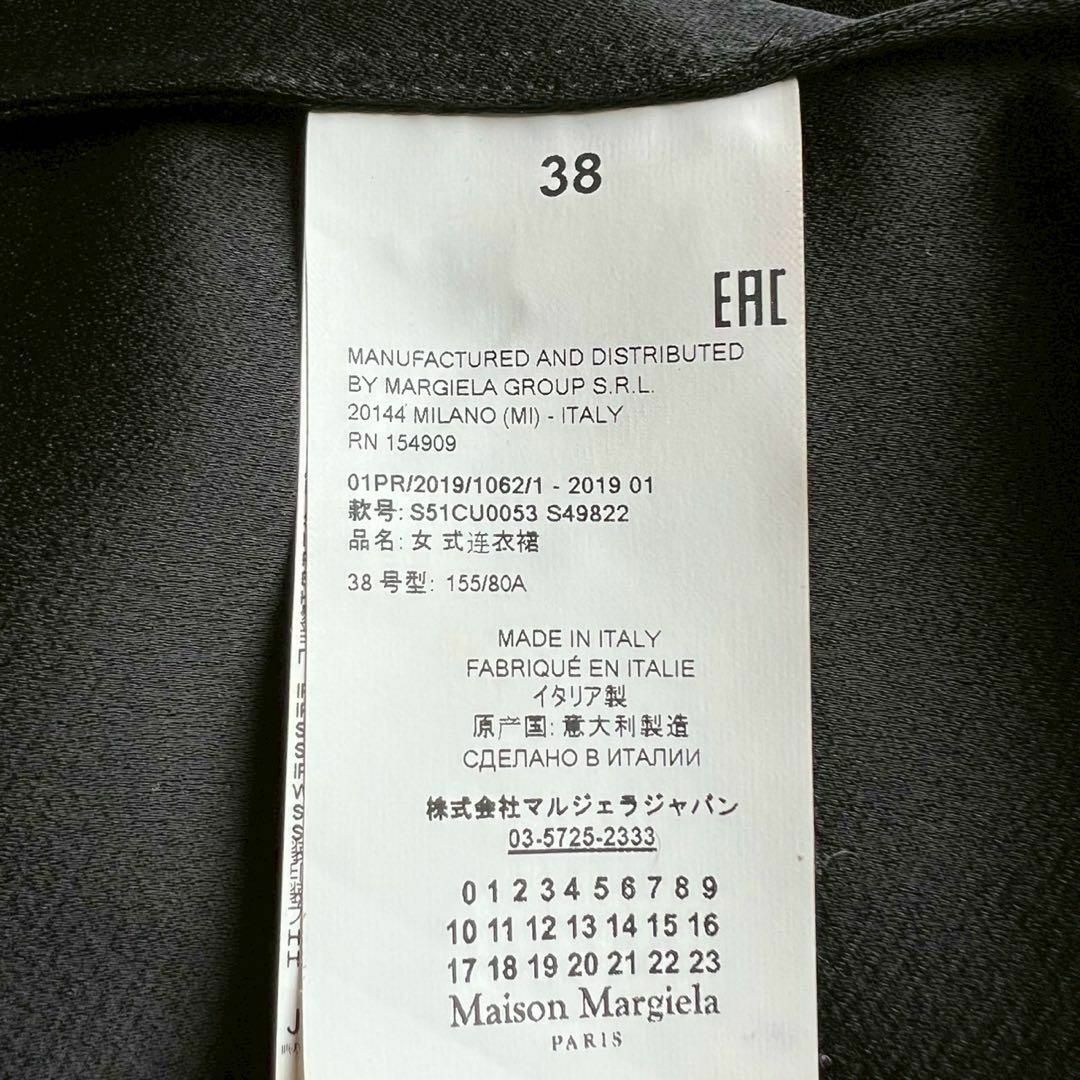 38
EAC
MANUFACTURED AND DISTRIBUTED
BY MARGIELA GROUP S.R.L.
20144 MILANO (MI) - ITALY
RN 154909
01PR/2019/1062/1 - 2019 01
款号: S51CU0053 S49822
品名: 女 式连衣裙
38 号型: 155/80A
MADE IN ITALY
FABRIQUÉ EN ITALIE
イタリア製
原产国: 意大利製造
СДЕЛАНО В ИТАЛИИ
株式会社マルジェラジャパン
03-5725-2333
0 1 2 3 4 5 6 7 8 9
10 11 12 13 14 15 16
17 18 19 20 21 22 23
Maison Margiela
PARIS